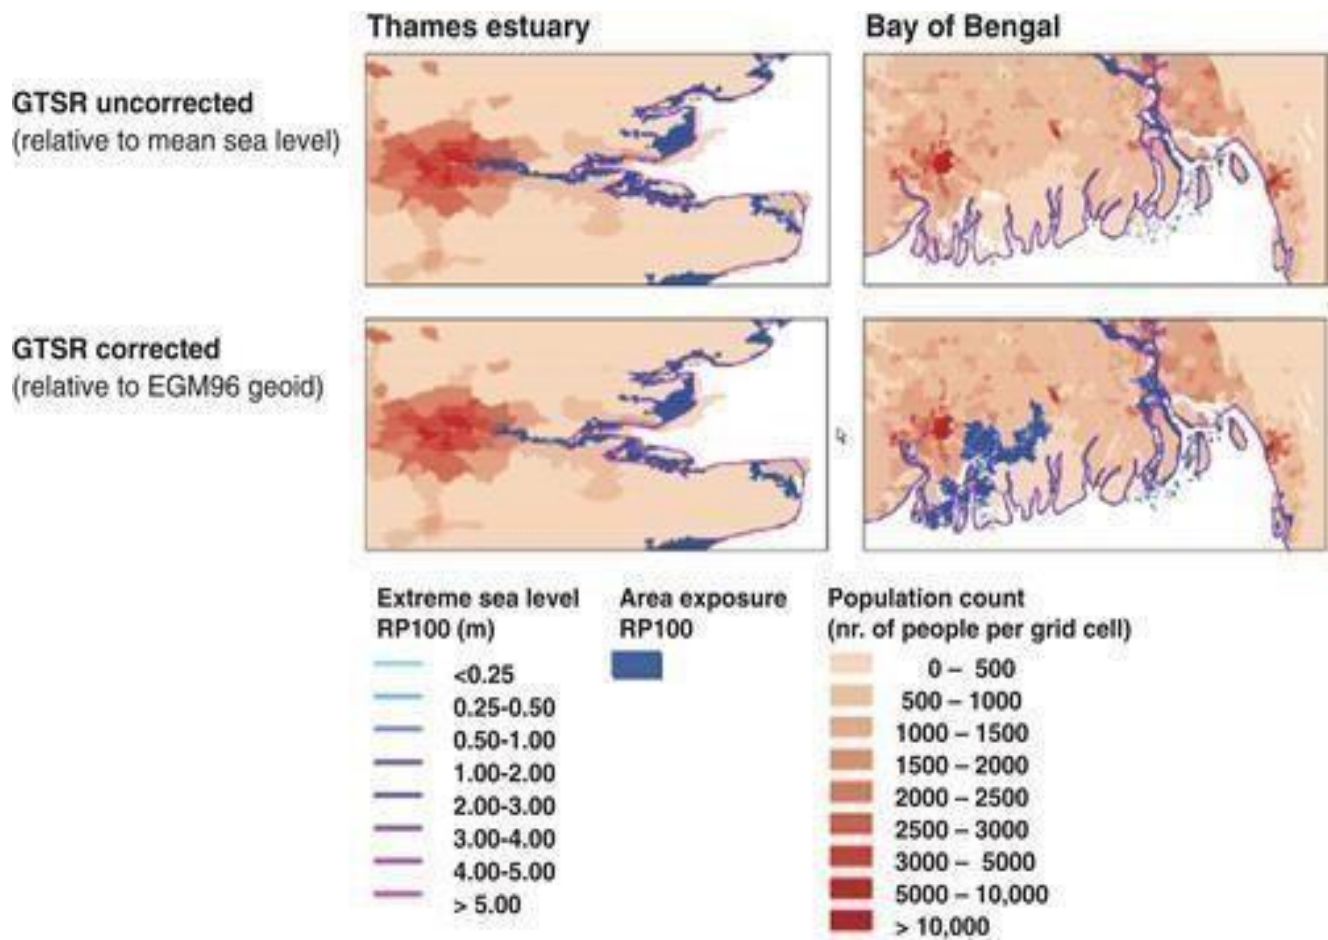 Thames estuary
Bay of Bengal
GTSR uncorrected
(relative to mean sea level)
GTSR corrected
(relative to EGM96 geoid)
Extreme sea level
RP100 (m)
<0.25
0.25-0.50
0.50-1.00
1.00-2.00
2.00-3.00
3.00-4.00
4.00-5.00
> 5.00
Area exposure
RP100
Population count
(nr. of people per grid cell)
0 – 500
500 – 1000
1000 – 1500
1500 – 2000
2000 – 2500
2500 – 3000
3000 – 5000
5000 – 10,000
> 10,000